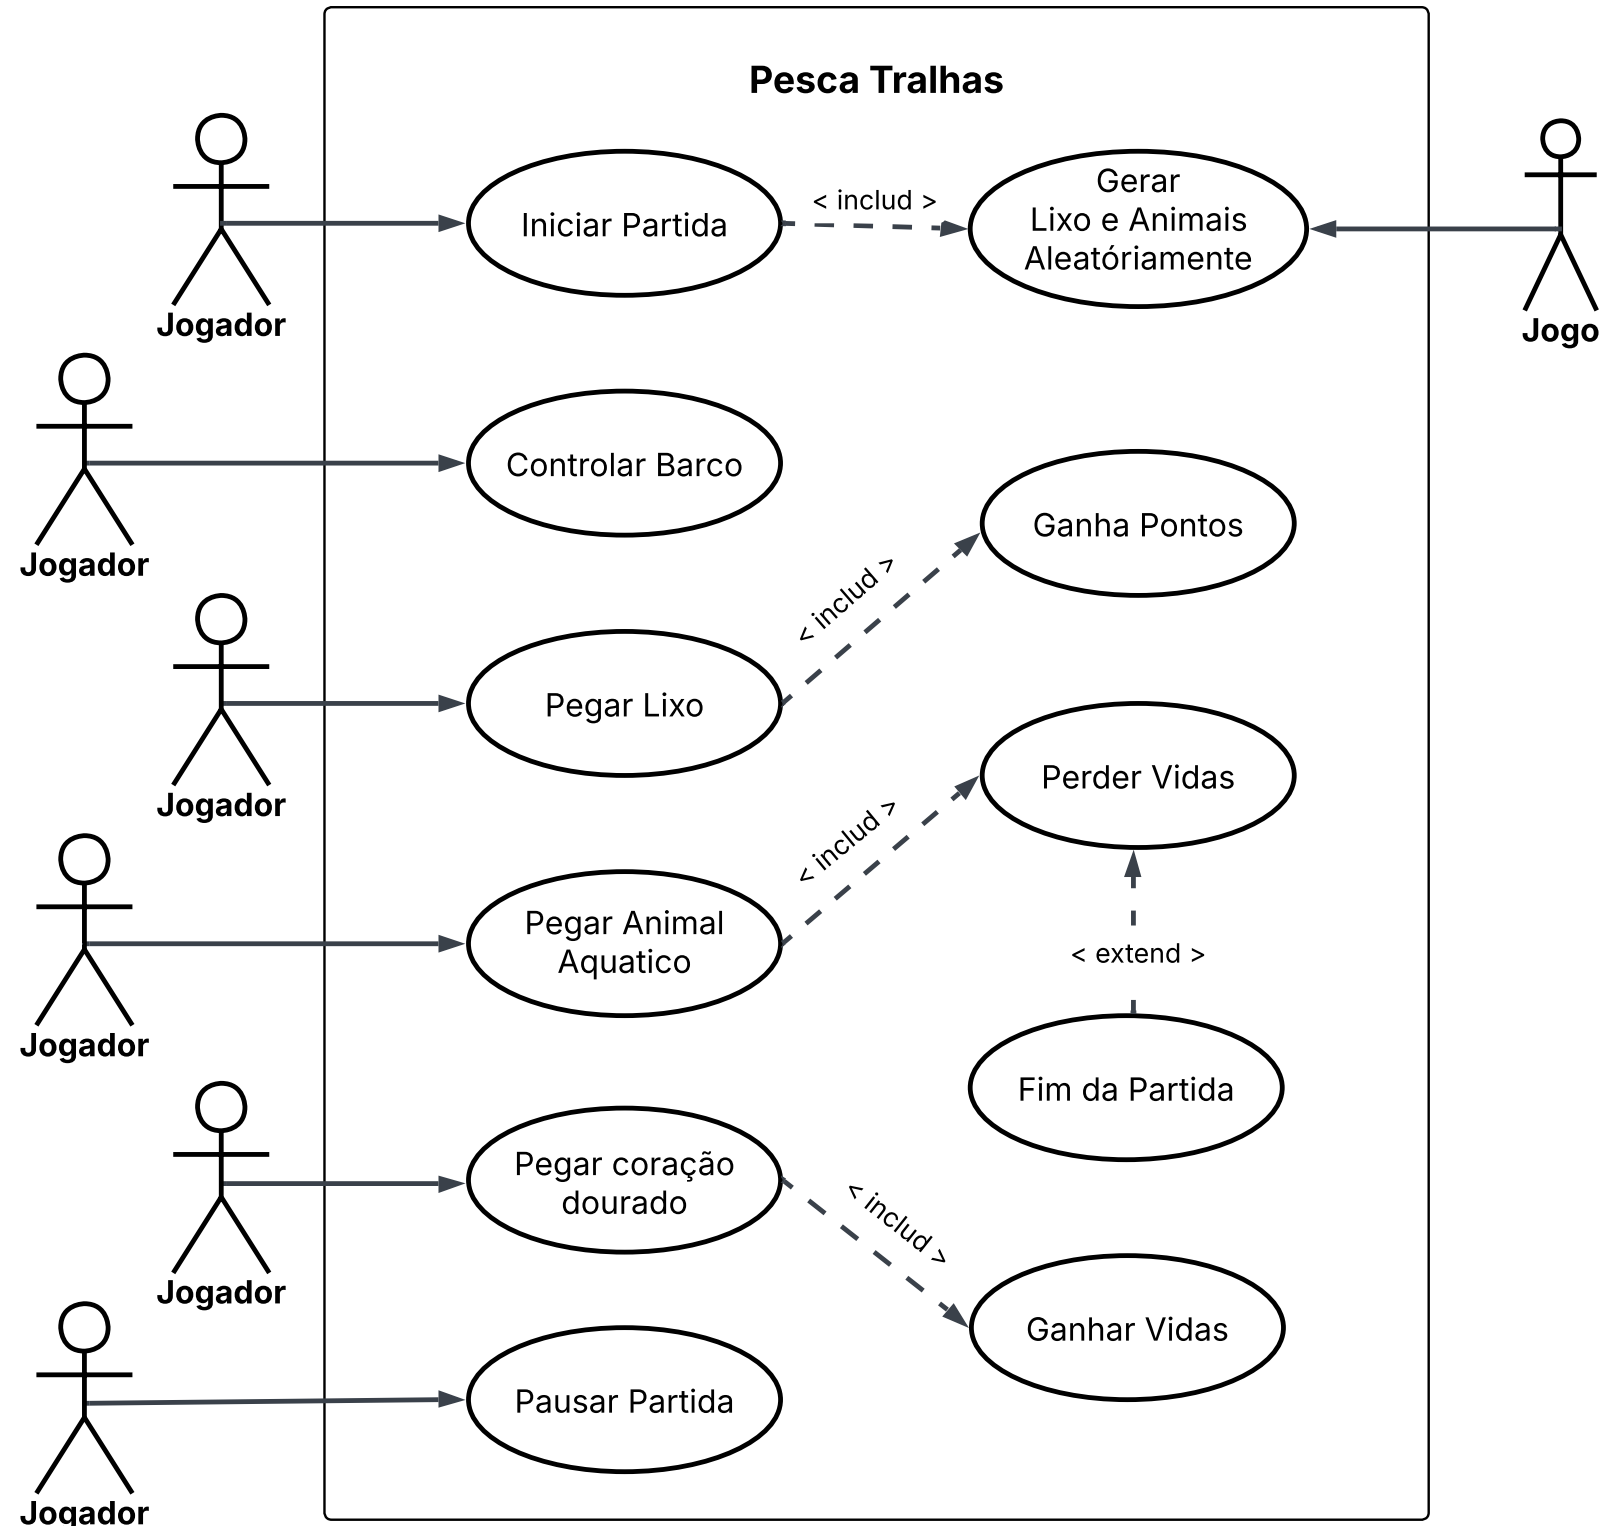 Pesca Tralhas
Iniciar Partida
< includ >
Gerar
Lixo e Animais
Aleatóriamente
Jogador
Jogo
Controlar Barco
Ganha Pontos
Jogador
< includ >
Pegar Lixo
Perder Vidas
Jogador
< includ >
Pegar Animal
Aquatico
< extend >
Jogador
Fim da Partida
Pegar coração
dourado
< includ >
Jogador
Ganhar Vidas
Pausar Partida
Jogador